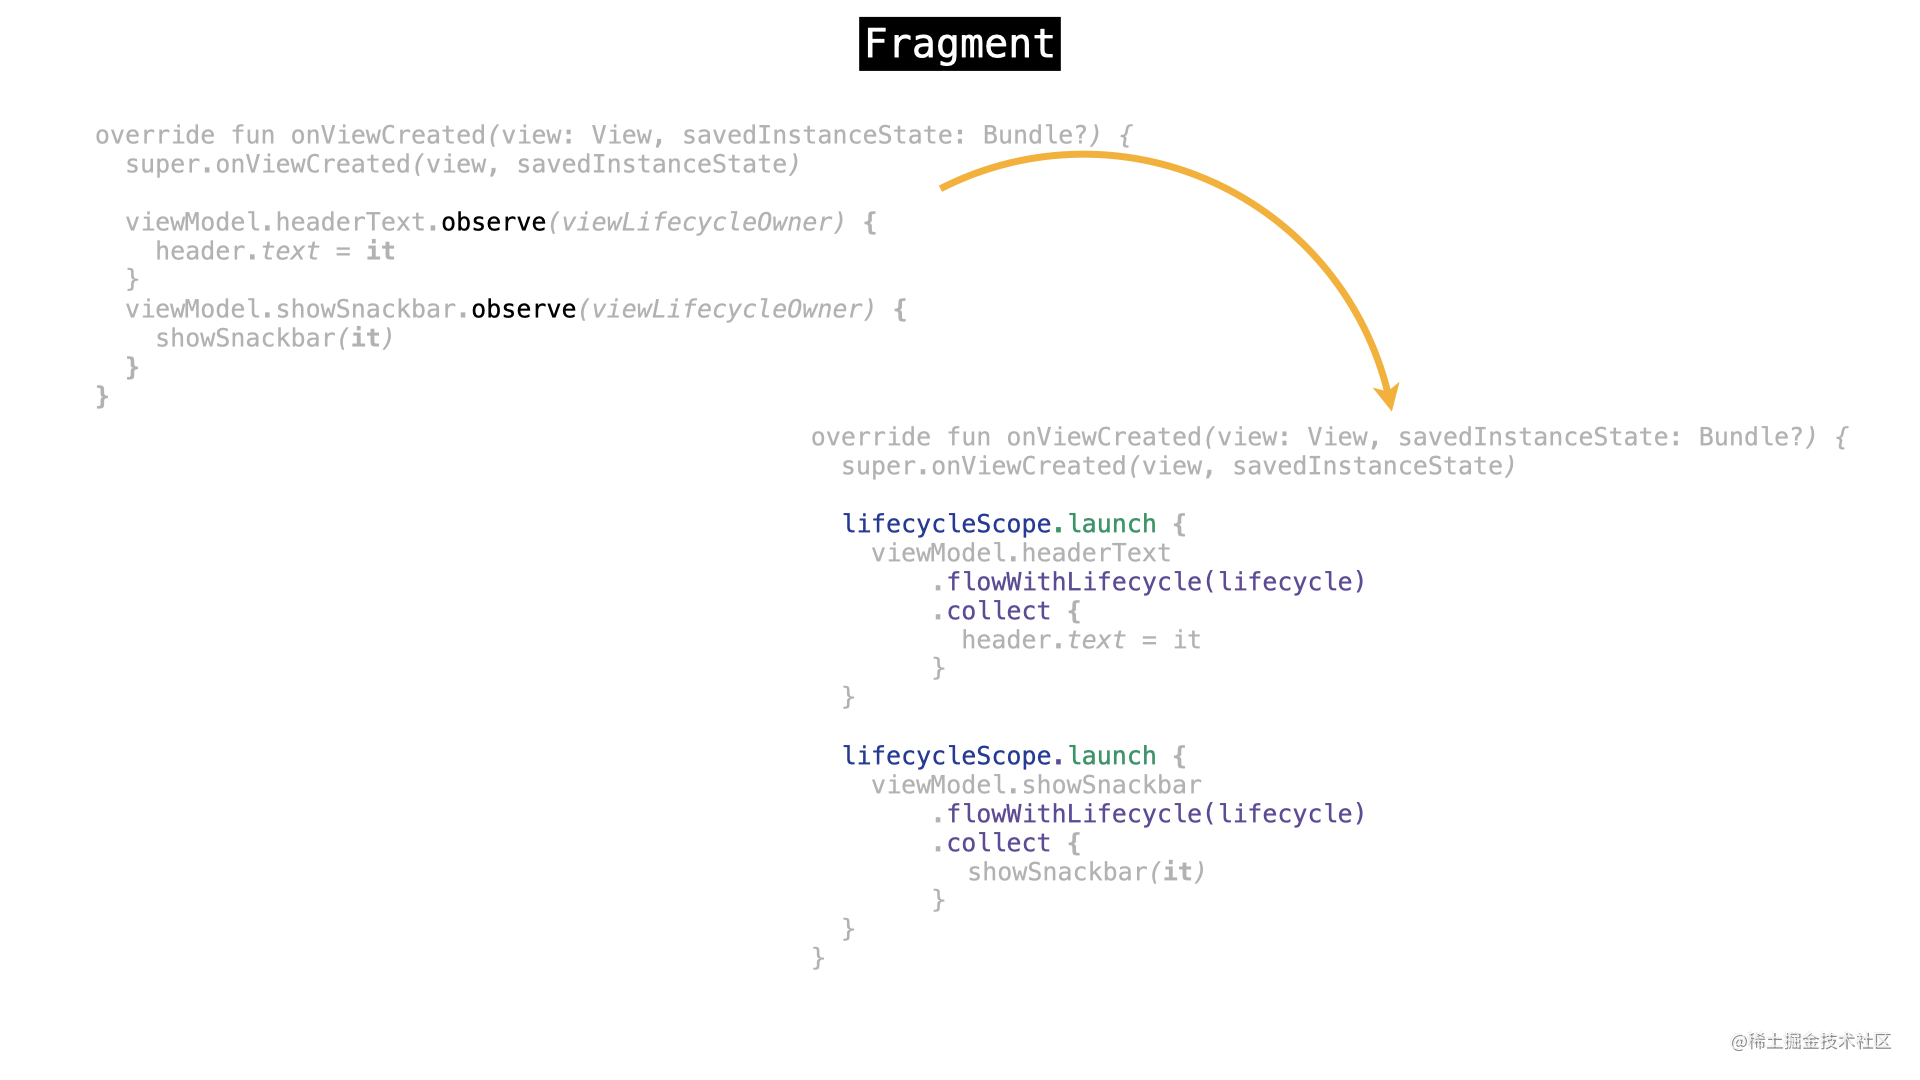 Fragment
override fun onViewCreated(view: View, savedInstanceState: Bundle?) {
  super.onViewCreated(view, savedInstanceState)

  viewModel.headerText.observe(viewLifecycleOwner) {
    header.text = it
  }
  viewModel.showSnackbar.observe(viewLifecycleOwner) {
    showSnackbar(it)
  }
}
override fun onViewCreated(view: View, savedInstanceState: Bundle?) {
  super.onViewCreated(view, savedInstanceState)

  lifecycleScope.launch {
    viewModel.headerText
        .flowWithLifecycle(lifecycle)
        .collect {
          header.text = it
        }
  }

  lifecycleScope.launch {
    viewModel.showSnackbar
        .flowWithLifecycle(lifecycle)
        .collect {
          showSnackbar(it)
        }
  }
}
@稀土掘金技术社区